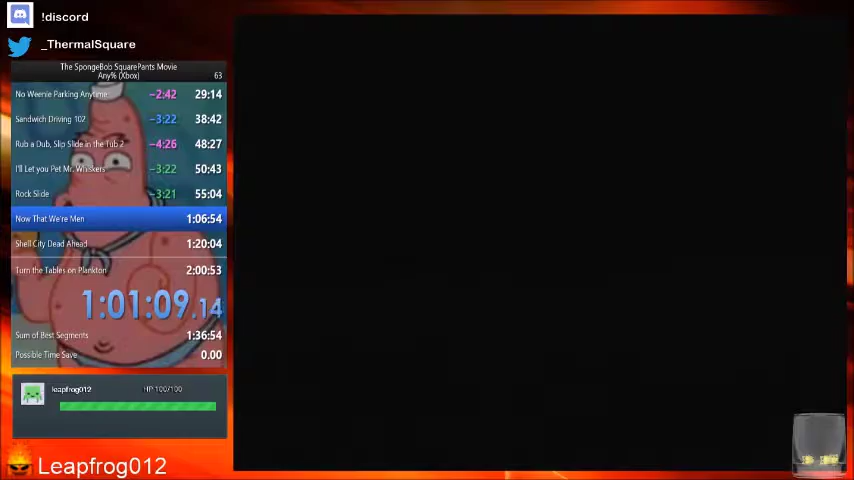 !discord
_ThermalSquare
The SpongeBob SquarePants Movie
Any% (Xbox) 63
No Weenie Parking Anytime -2:42 29:14
Sandwich Driving 102 -3:22 38:42
Rub a Dub, Slip Slide in the Tub 2 -4:26 48:27
I'll Let you Pet Mr. Whiskers -3:22 50:43
Rock Slide -3:21 55:04
Now That We're Men 1:06:54
Shell City Dead Ahead 1:20:04
Turn the Tables on Plankton 2:00:53
1:01:09.14
Sum of Best Segments 1:36:54
Possible Time Save 0.00
leapfrog012 HP 100/100
Leapfrog012